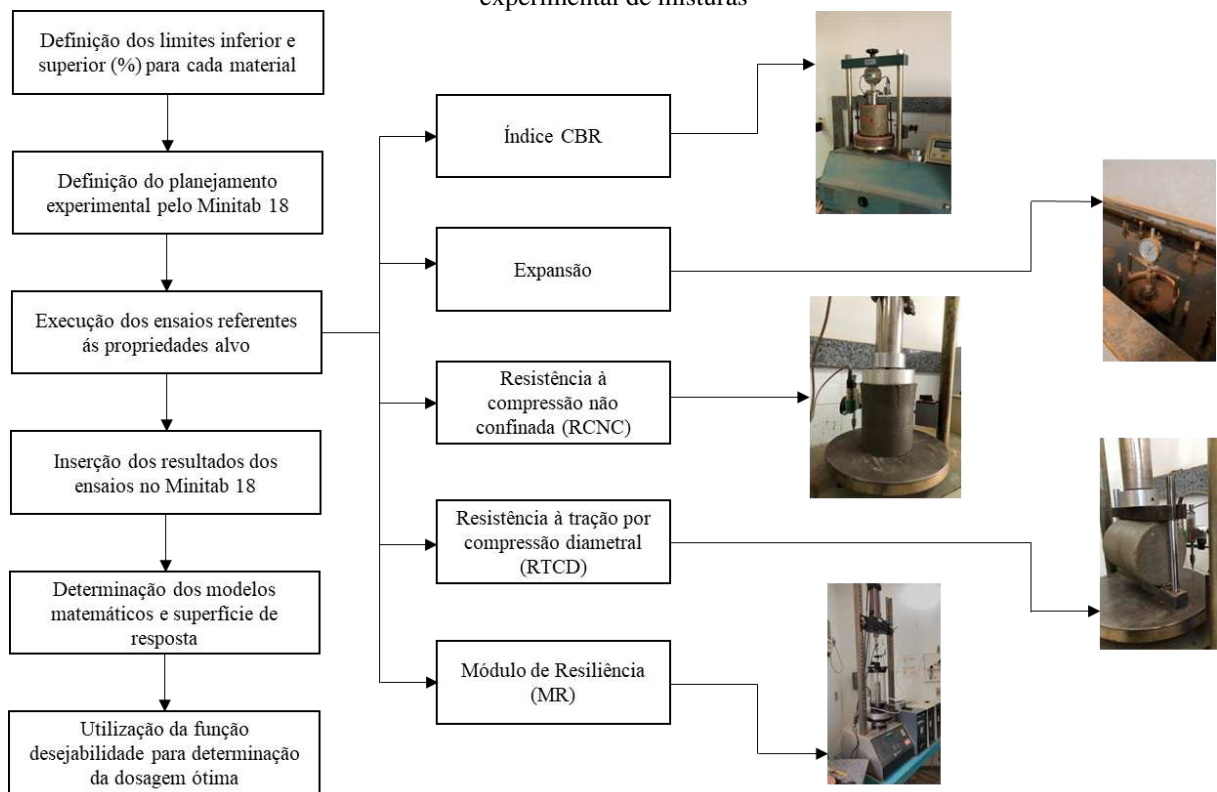 experimental de misturas
Definição dos limites inferior e
superior (%) para cada material
Definição do planejamento
experimental pelo Minitab 18
Execução dos ensaios referentes
ás propriedades alvo
Inserção dos resultados dos
ensaios no Minitab 18
Determinação dos modelos
matemáticos e superfície de
resposta
Utilização da função
desejabilidade para determinação
da dosagem ótima
Índice CBR
Expansão
Resistência à
compressão não
confinada (RCNC)
Resistência à tração por
compressão diametral
(RTCD)
Módulo de Resiliência
(MR)